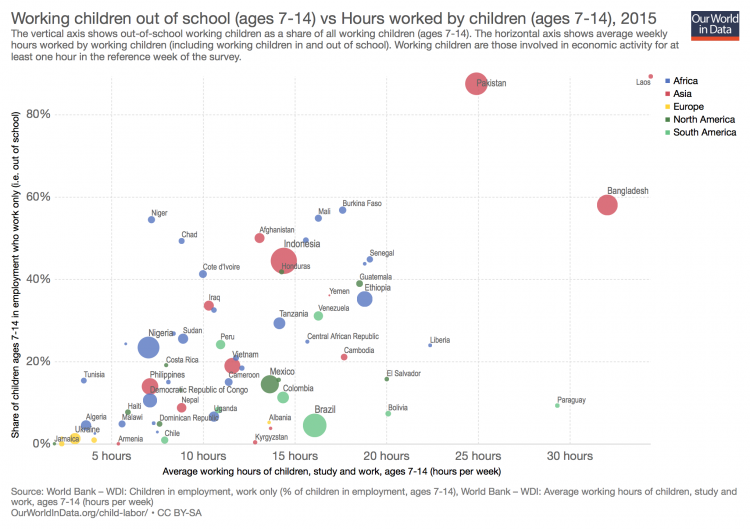 Working children out of school (ages 7-14) vs Hours worked by children (ages 7-14), 2015
The vertical axis shows out-of-school working children as a share of all working children (ages 7-14). The horizontal axis shows average weekly
hours worked by working children (including working children in and out of school). Working children are those involved in economic activity for at
least one hour in the reference week of the survey.
Our World
in Data
Africa
Asia
Europe
North America
South America
Share of children ages 7-14 in employment who work only (i.e. out of school)
80%
60%
40%
20%
0%
Pakistan
Laos
Bangladesh
Niger
Mali
Burkina Faso
Chad
Afghanistan
Indonesia
Honduras
Senegal
Cote d'Ivoire
Guatemala
Yemen
Ethiopia
Iraq
Venezuela
Tanzania
Nigeria
Sudan
Peru
Central African Republic
Liberia
Vietnam
Cambodia
Costa Rica
Tunisia
Philippines
Cameroon
Mexico
El Salvador
Democratic Republic of Congo
Colombia
Nepal
Haiti
Uganda
Brazil
Bolivia
Paraguay
Algeria
Malawi
Dominican Republic
Albania
Ukraine
Chile
Jamaica
Armenia
Kyrgyzstan
5 hours
10 hours
15 hours
20 hours
25 hours
30 hours
Average working hours of children, study and work, ages 7-14 (hours per week)
Source: World Bank – WDI: Children in employment, work only (% of children in employment, ages 7-14), World Bank – WDI: Average working hours of children, study and
work, ages 7-14 (hours per week)
OurWorldInData.org/child-labor/ • CC BY-SA